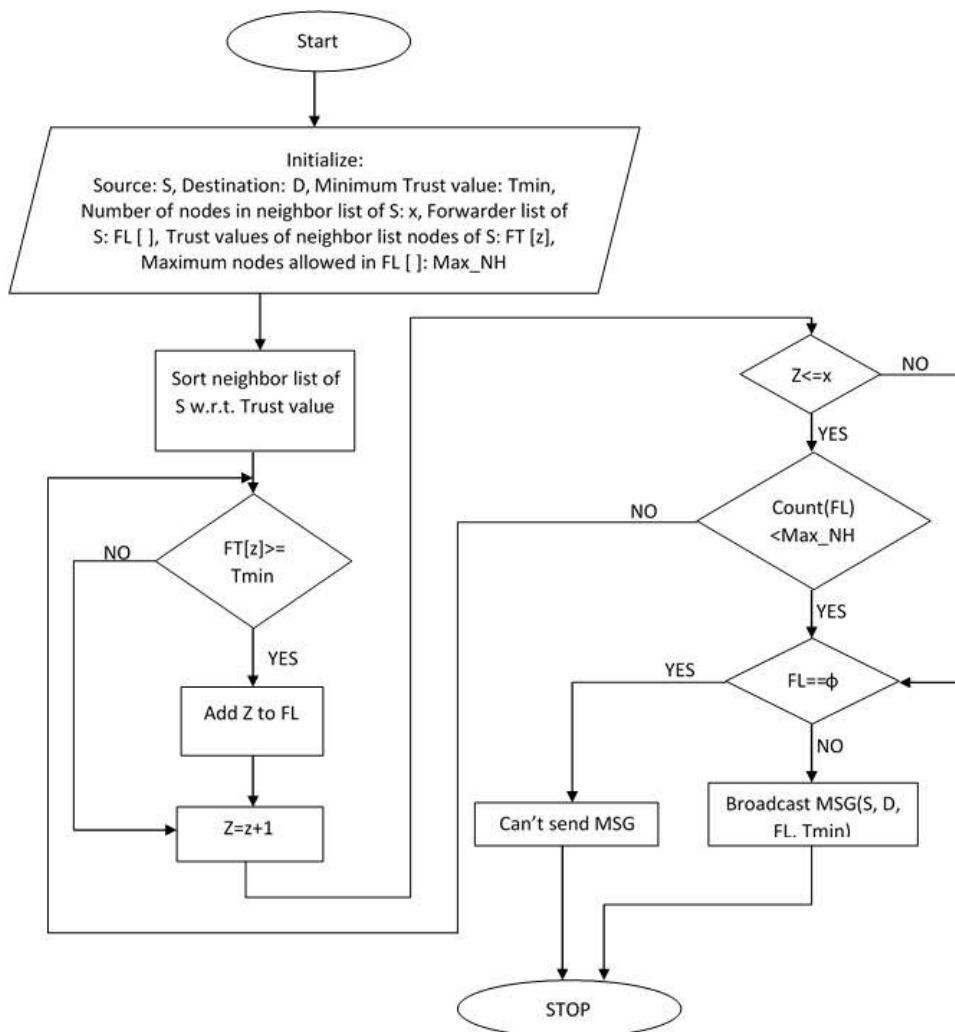 Start
Initialize:
Source: S, Destination: D, Minimum Trust value: Tmin,
Number of nodes in neighbor list of S: x, Forwarder list of
S: FL [ ], Trust values of neighbor list nodes of S: FT [z],
Maximum nodes allowed in FL [ ]: Max_NH
Sort neighbor list of
S w.r.t. Trust value
FT[z]>=
Tmin
NO
YES
Add Z to FL
Z=z+1
Z<=x
NO
YES
Count(FL)
<Max_NH
NO
YES
FL==ϕ
YES
NO
Can't send MSG
Broadcast MSG(S, D,
FL, Tmin)
STOP